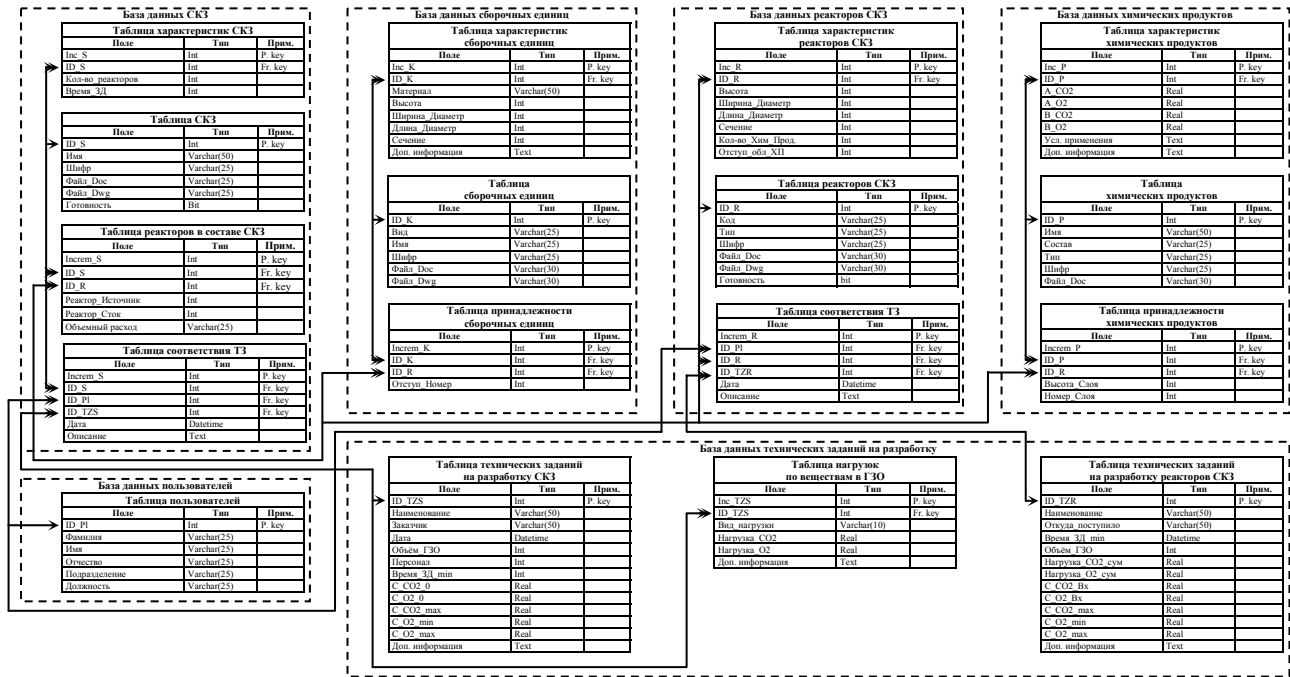 База данных СКЗ
Таблица характеристик СКЗ
Поле Тип Прим.
Inc_S Int P. key
ID_S Int Fr. key
Кол-во_реакторов Int
Время_ЗД Int
Таблица СКЗ
Поле Тип Прим.
ID_S Int P. key
Имя Varchar(50)
Шифр Varchar(25)
Файл_Doc Varchar(25)
Файл_Dwg Varchar(25)
Готовность Bit
Таблица реакторов в составе СКЗ
Поле Тип Прим.
Increm_S Int P. key
ID_S Int Fr. key
ID_R Int Fr. key
Реактор_Источник Int
Реактор_Сток Int
Объемный расход Varchar(25)
Таблица соответствия ТЗ
Поле Тип Прим.
Increm_S Int P. key
ID_S Int Fr. key
ID_Pl Int Fr. key
ID_TZS Int Fr. key
Дата Datetime
Описание Text
База данных сборочных единиц
Таблица характеристик
сборочных единиц
Поле Тип Прим.
Inc_K Int P. key
ID_K Int Fr. key
Материал Varchar(50)
Высота Int
Ширина_Диаметр Int
Длина_Диаметр Int
Сечение Int
Доп. информация Text
Таблица
сборочных единиц
Поле Тип Прим.
ID_K Int P. key
Вид Varchar(25)
Имя Varchar(25)
Шифр Varchar(25)
Файл_Doc Varchar(30)
Файл_Dwg Varchar(30)
Таблица принадлежности
сборочных единиц
Поле Тип Прим.
Increm_K Int P. key
ID_K Int Fr. key
ID_R Int Fr. key
Отступ_Номер Int
База данных реакторов СКЗ
Таблица характеристик
реакторов СКЗ
Поле Тип Прим.
Inc_R Int P. key
ID_R Int Fr. key
Высота Int
Ширина_Диаметр Int
Длина_Диаметр Int
Сечение Int
Кол-во_Хим_Прод. Int
Отступ_обл_ХП Int
Таблица реакторов СКЗ
Поле Тип Прим.
ID_R Int P. key
Код Varchar(25)
Тип Varchar(25)
Шифр Varchar(25)
Файл_Doc Varchar(30)
Файл_Dwg Varchar(30)
Готовность bit
Таблица соответствия ТЗ
Поле Тип Прим.
Increm_R Int P. key
ID_Pl Int Fr. key
ID_R Int Fr. key
ID_TZR Int Fr. key
Дата Datetime
Описание Text
База данных химических продуктов
Таблица характеристик
химических продуктов
Поле Тип Прим.
Inc_P Int P. key
ID_P Int Fr. key
A_CO2 Real
A_O2 Real
B_CO2 Real
B_O2 Real
Усл. применения Text
Доп. информация Text
Таблица
химических продуктов
Поле Тип Прим.
ID_P Int P. key
Имя Varchar(50)
Состав Varchar(25)
Тип Varchar(25)
Шифр Varchar(25)
Файл_Doc Varchar(30)
Таблица принадлежности
химических продуктов
Поле Тип Прим.
Increm_P Int P. key
ID_P Int Fr. key
ID_R Int Fr. key
Высота_Слоя Int
Номер_Слоя Int
База данных пользователей
Таблица пользователей
Поле Тип Прим.
ID_Pl Int P. key
Фамилия Varchar(25)
Имя Varchar(25)
Отчество Varchar(25)
Подразделение Varchar(25)
Должность Varchar(25)
База данных технических заданий на разработку
Таблица технических заданий
на разработку СКЗ
Поле Тип Прим.
ID_TZS Int P. key
Наименование Varchar(50)
Заказчик Varchar(50)
Дата Datetime
Объём_ГЗО Int
Персонал Int
Время_ЗД_min Int
C_CO2_0 Real
C_O2_0 Real
C_CO2_max Real
C_O2_min Real
C_O2_max Real
Доп. информация Text
Таблица нагрузок
по веществам в ГЗО
Поле Тип Прим.
Inc_TZS Int P. key
ID_TZS Int Fr. key
Вид_нагрузки Varchar(10)
Нагрузка_CO2 Real
Нагрузка_O2 Real
Доп. информация Text
Таблица технических заданий
на разработку реакторов СКЗ
Поле Тип Прим.
ID_TZR Int P. key
Наименование Varchar(50)
Откуда_поступило Varchar(50)
Время_ЗД_min Datetime
Объём_ГЗО Int
Нагрузка_CO2_сум Real
Нагрузка_O2_сум Real
C_CO2_Вх Real
C_O2_Вх Real
C_CO2_max Real
C_O2_min Real
C_O2_max Real
Доп. информация Text